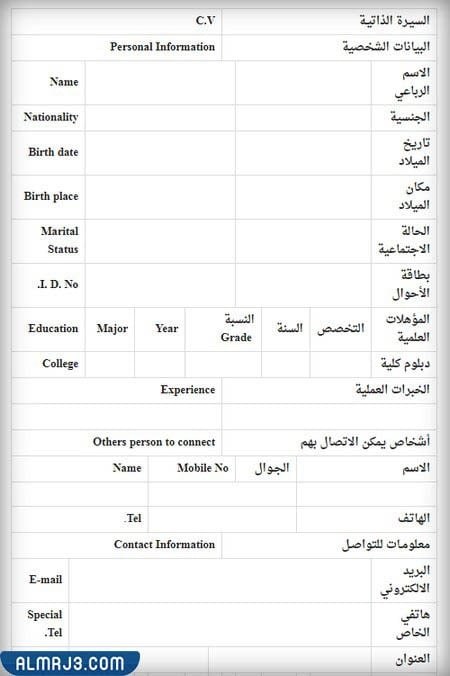 السيرة الذاتية C.V
البيانات الشخصية Personal Information
الاسم
الرباعي
Name
الجنسية Nationality
تاريخ
الميلاد
Birth date
مكان
الميلاد
Birth place
الحالة
الاجتماعية
Marital
Status
بطاقة
الأحوال
.I. D. No
المؤهلات
العلمية
التخصص السنة
النسبة
Grade
Year Major Education
دبلوم كلية College
الخبرات العملية Experience
أشخاص يمكن الاتصال بهم Others person to connect
الاسم الجوال Mobile No Name
الهاتف .Tel
معلومات للتواصل Contact Information
البريد
الالكتروني
E-mail
هاتفي
الخاص
Special
.Tel
العنوان
ALMRJ3.COM